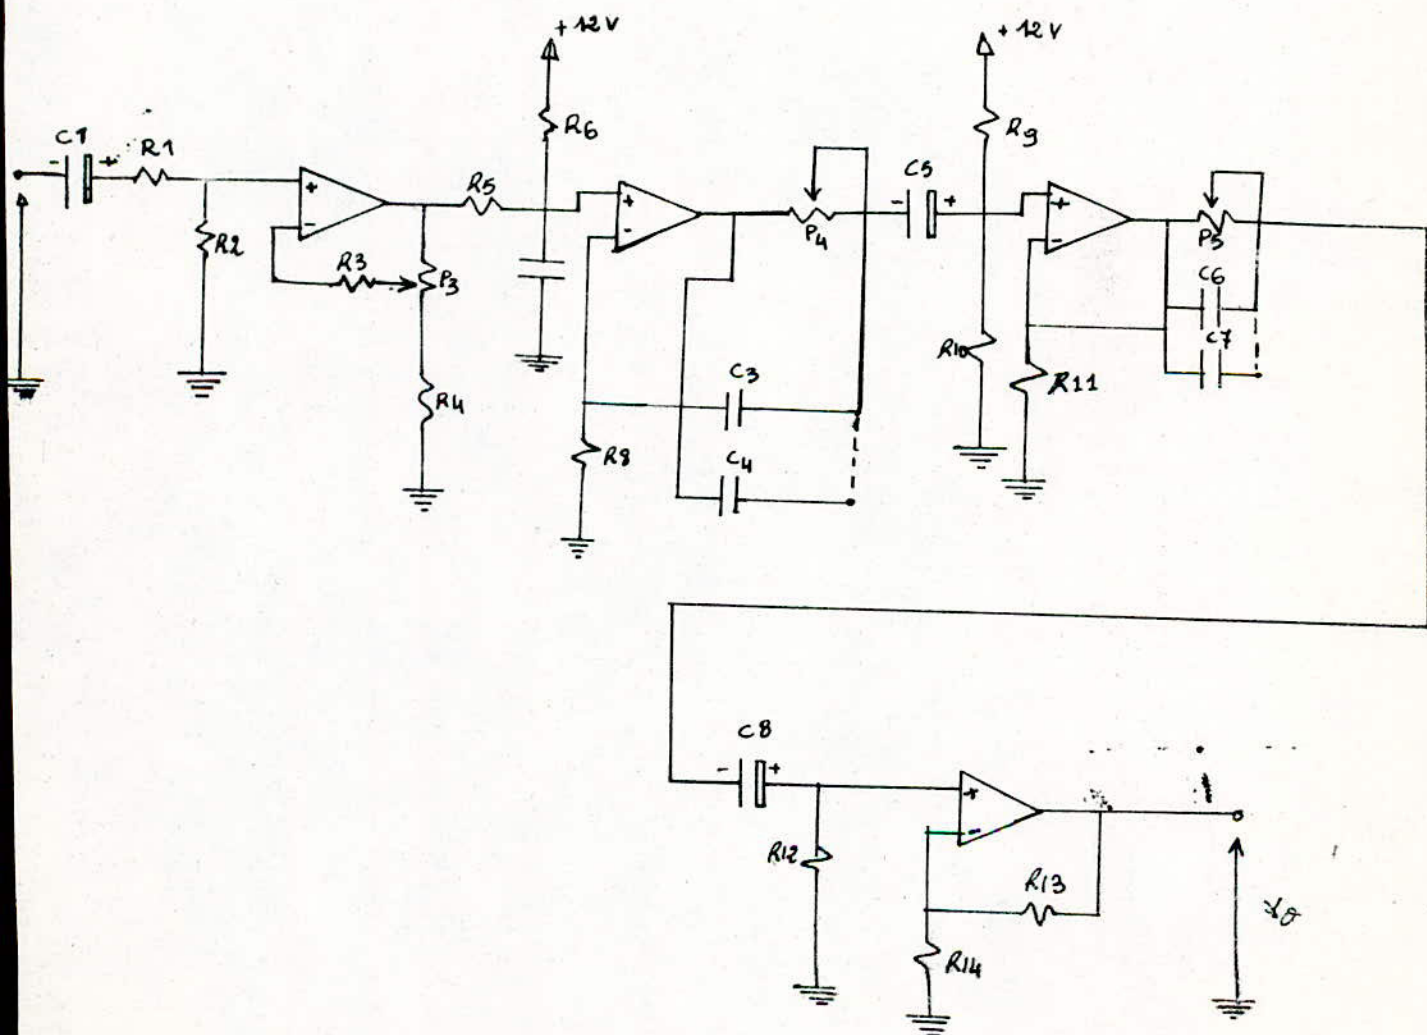 +12V
+12V
C1
- +
R1
R2
+
-
R3
P3
R4
R5
R6
+
-
P4
C3
C4
R8
C5
- +
R9
R10
+
-
R11
P5
C6
C7
C8
- +
R12
+
-
R13
R14